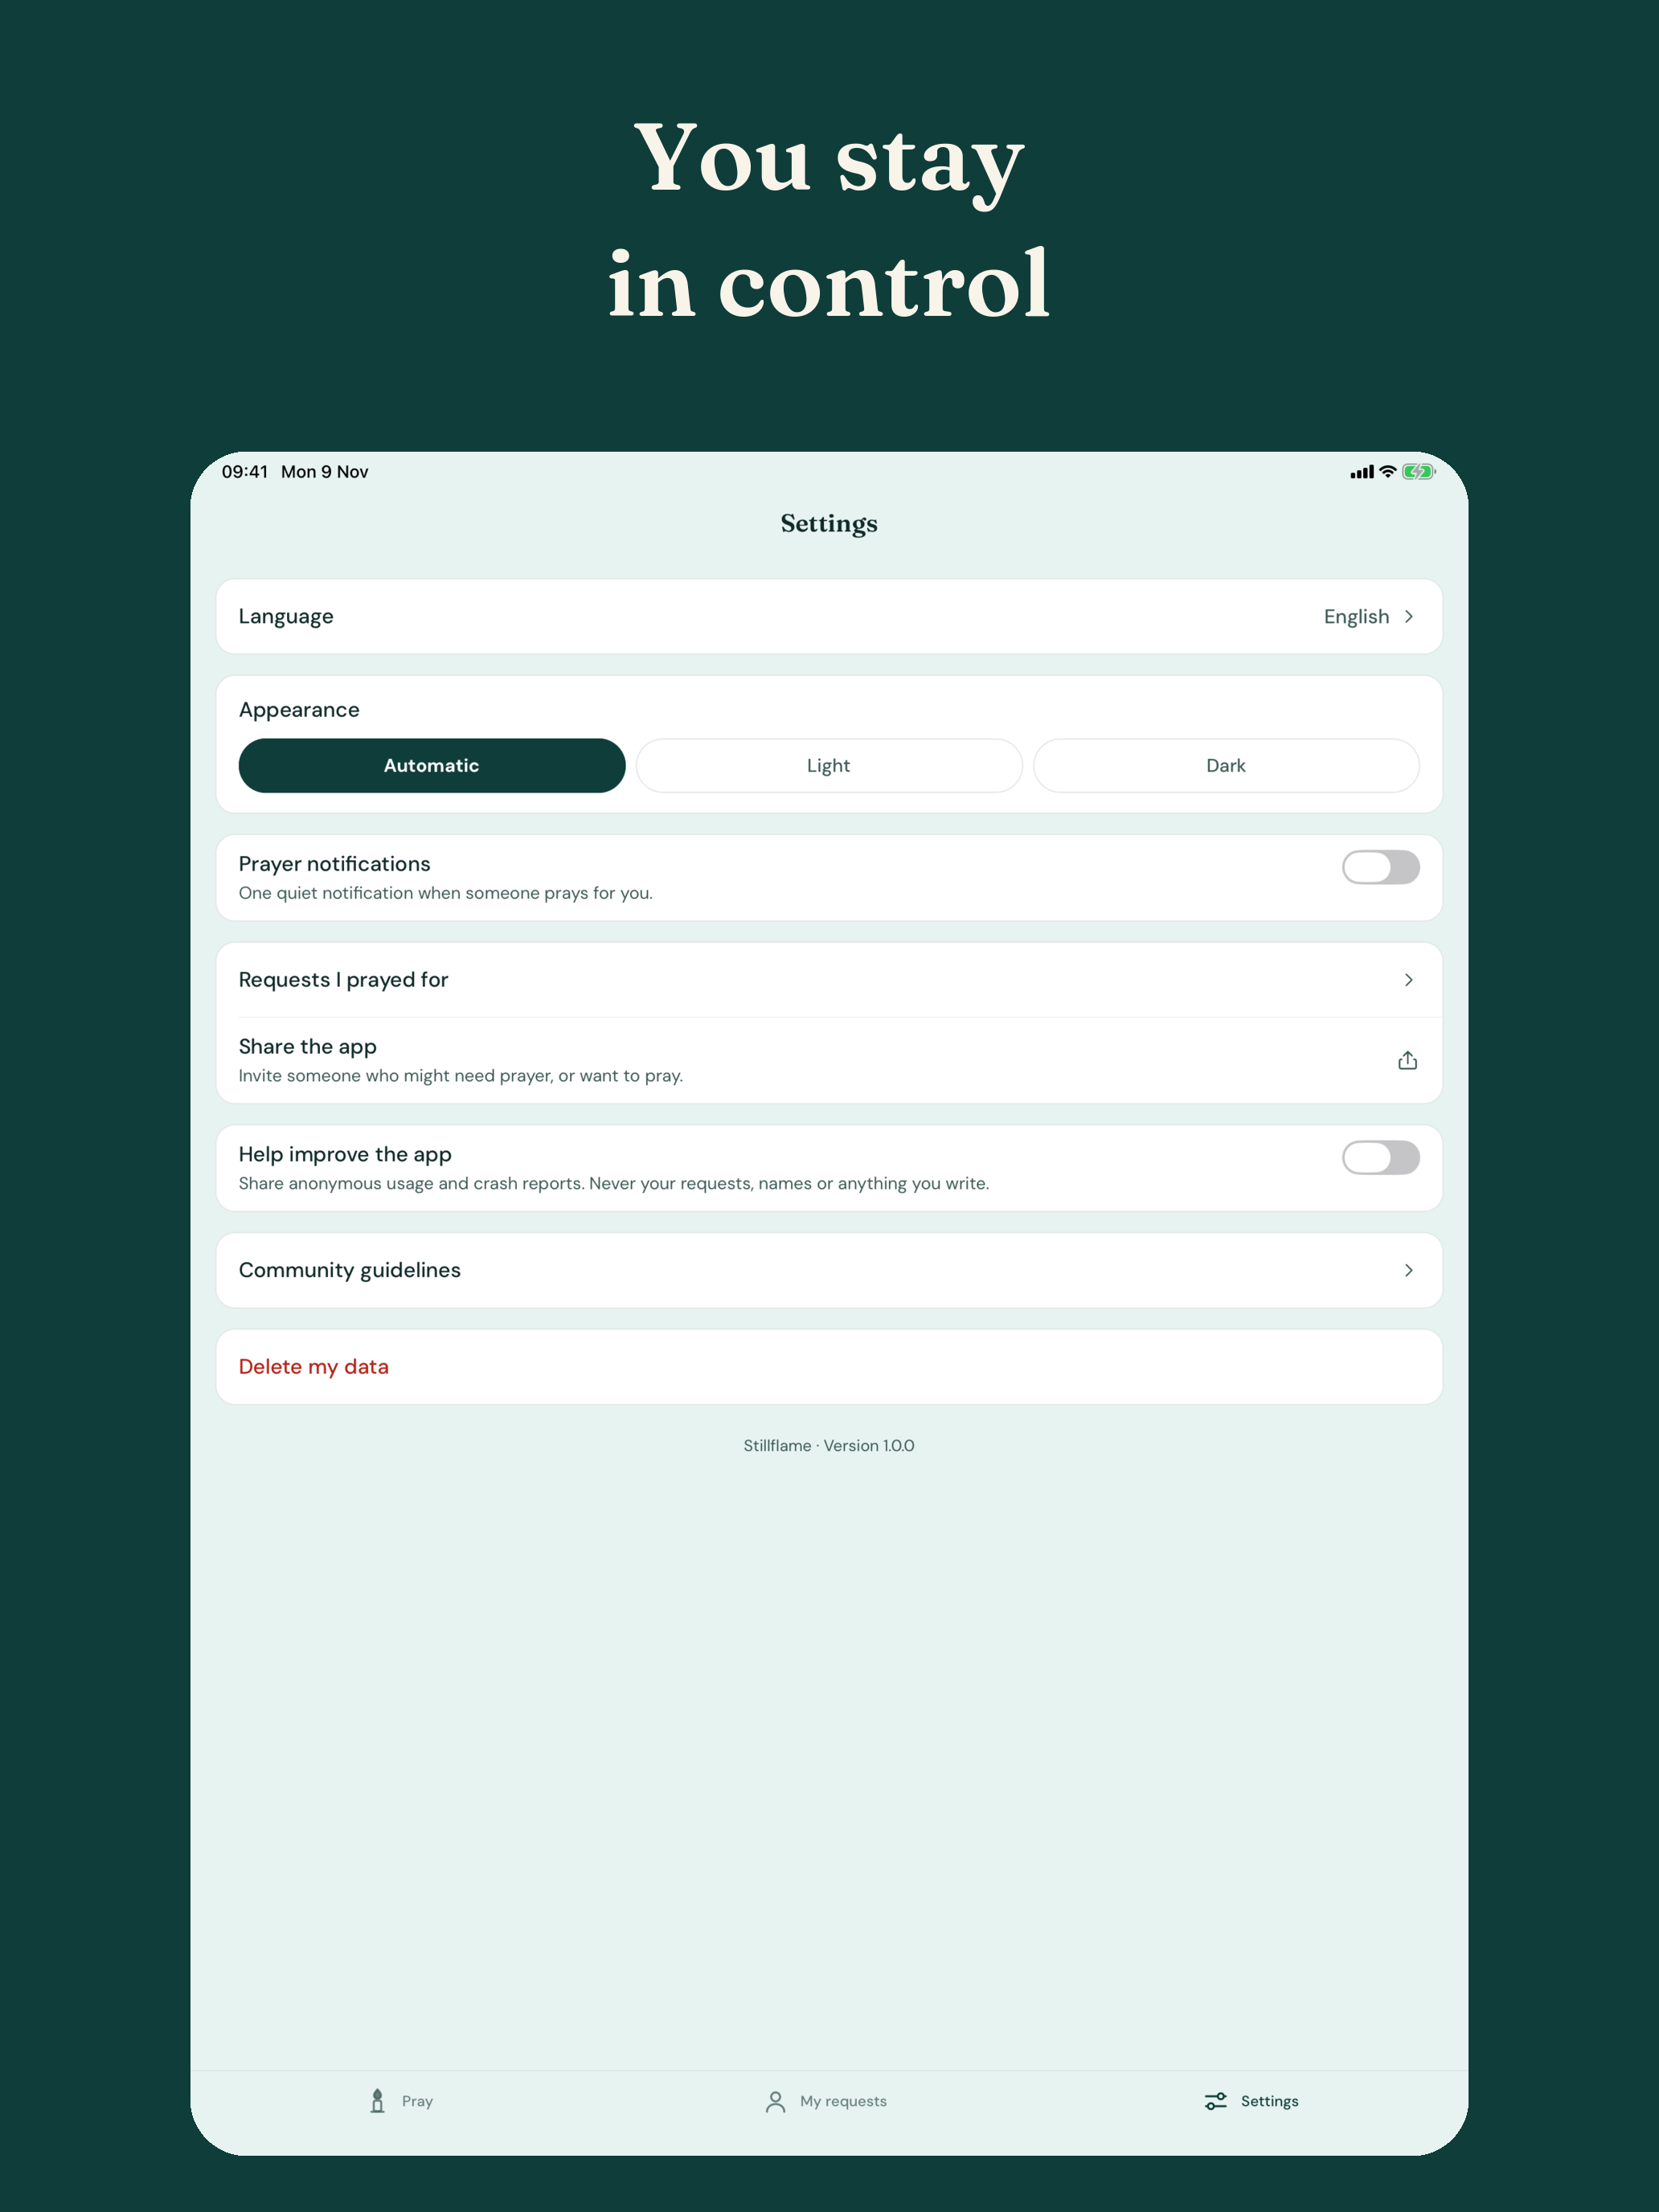 You stay
in control
09:41 Mon 9 Nov
Settings
Language English
Appearance
Automatic Light Dark
Prayer notifications
One quiet notification when someone prays for you.
Requests I prayed for
Share the app
Invite someone who might need prayer, or want to pray.
Help improve the app
Share anonymous usage and crash reports. Never your requests, names or anything you write.
Community guidelines
Delete my data
Stillflame · Version 1.0.0
Pray My requests Settings